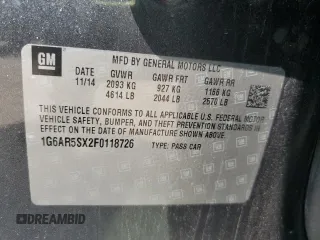 GM
MFD BY GENERAL MOTORS LLC
11/14 GVWR GAWR FRT GAWR RR
2093 KG 927 KG 1166 KG
4614 LB 2044 LB 2570 LB
THIS VEHICLE CONFORMS TO ALL APPLICABLE U.S. FEDERAL MOTOR
VEHICLE SAFETY, BUMPER, AND THEFT PREVENTION STANDARDS IN
EFFECT ON THE DATE OF MANUFACTURE SHOWN ABOVE.
1G6AR5SX2F0118726 TYPE: PASS CAR